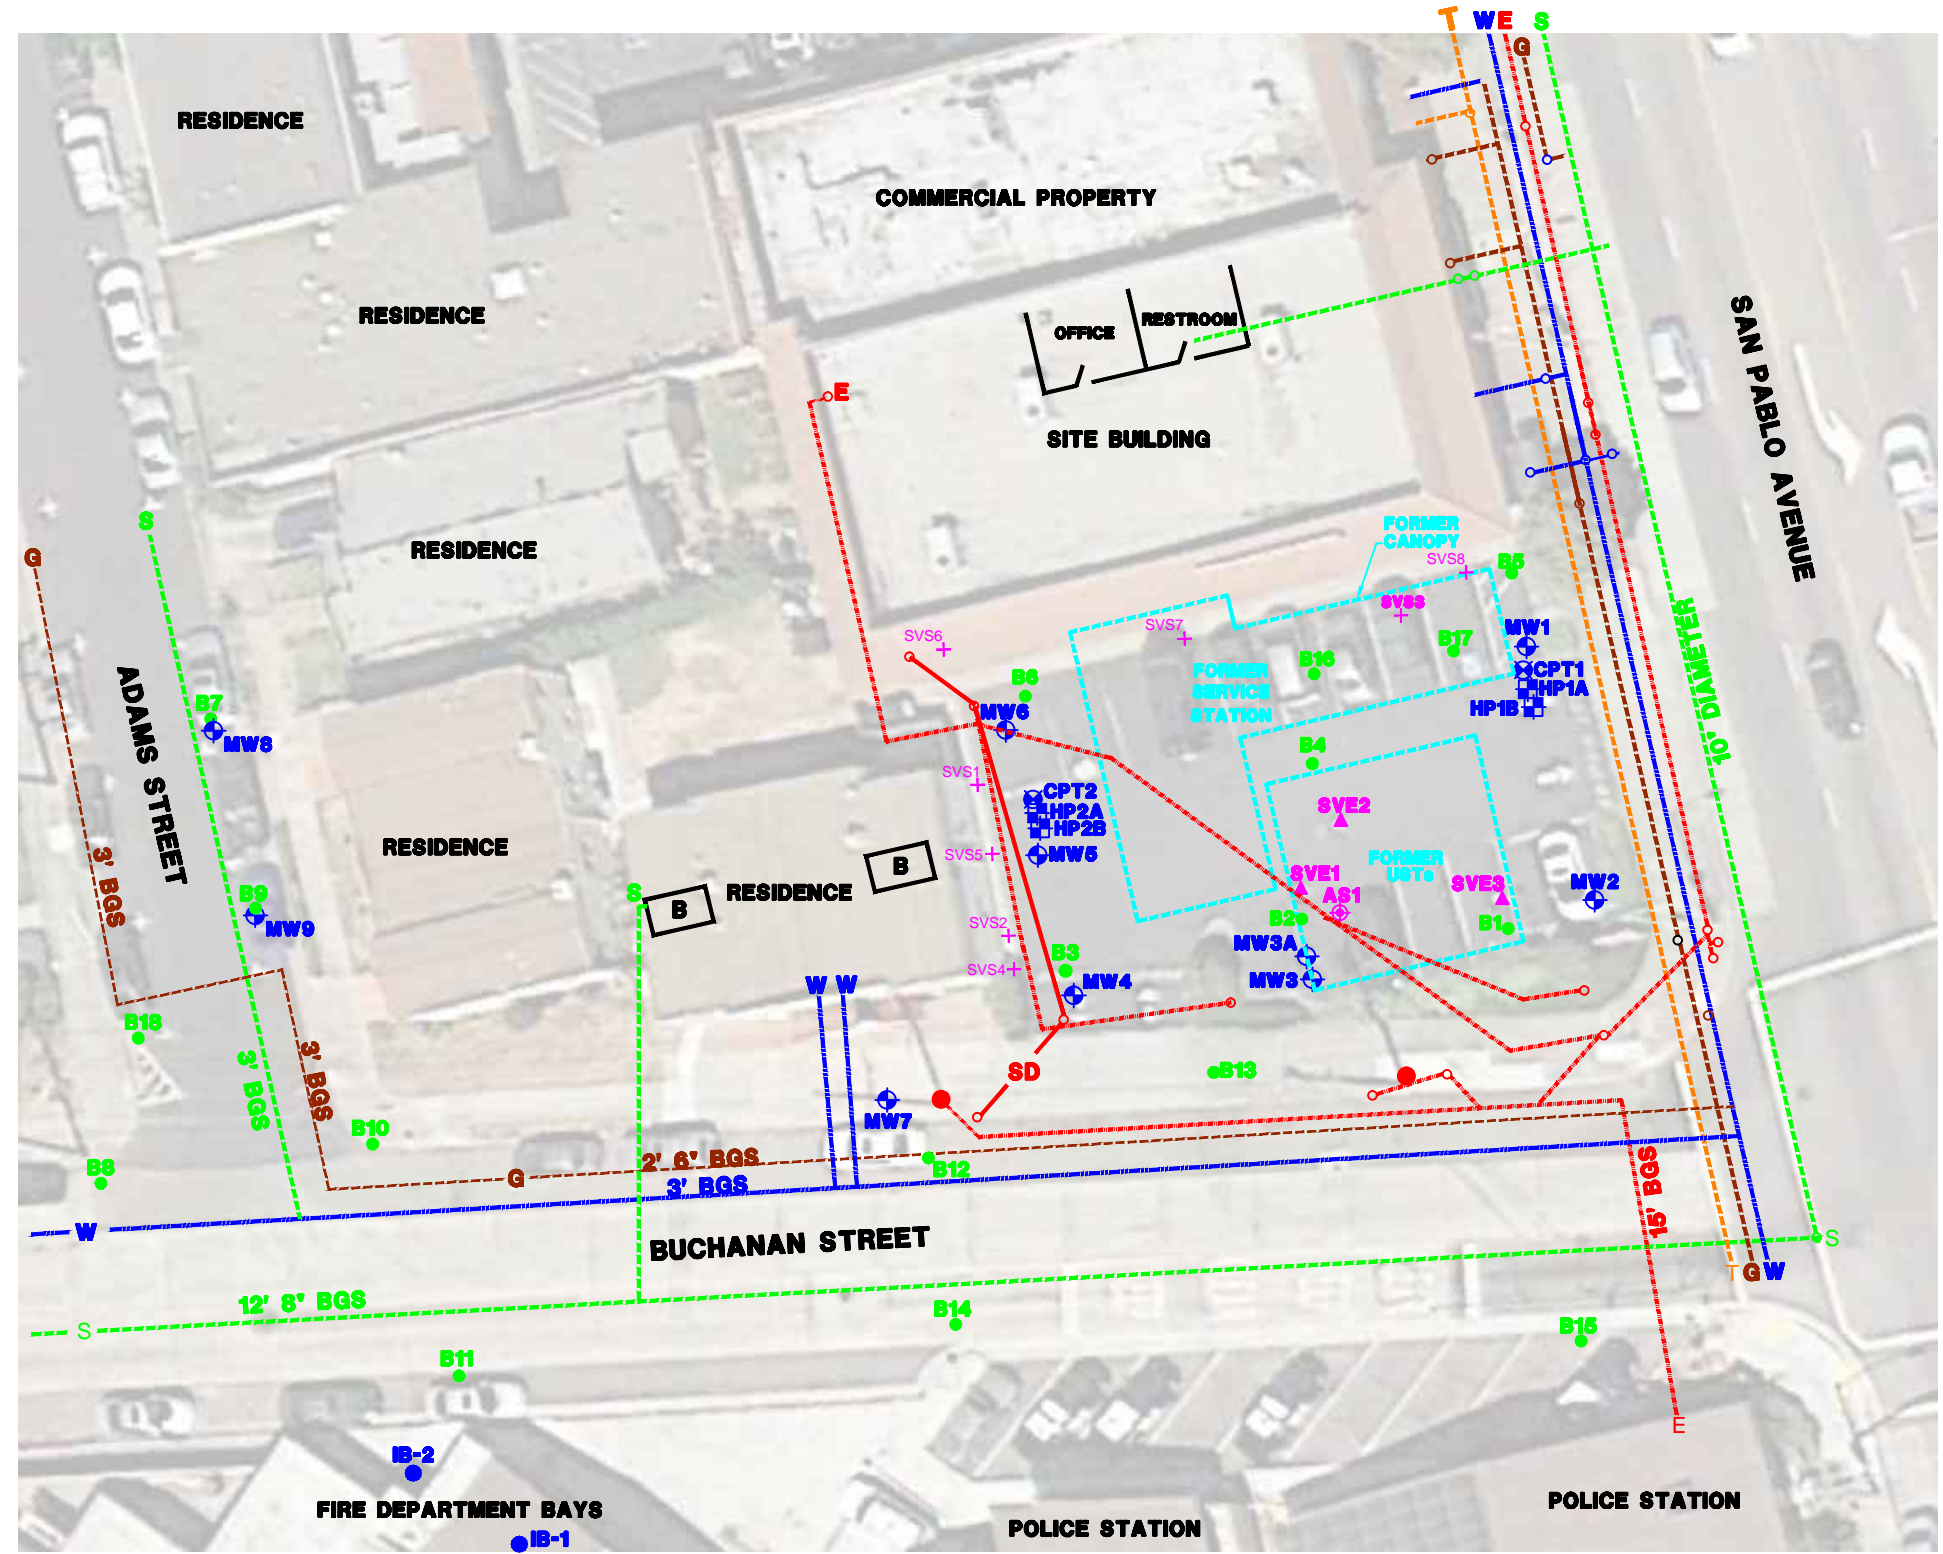 T
W E
S
G
RESIDENCE
COMMERCIAL PROPERTY
RESIDENCE
OFFICE
RESTROOM
SAN PABLO AVENUE
E
SITE BUILDING
S
G
RESIDENCE
FORMER
CANOPY
SVS8
B5
SVS3
SVS7
SVS6
MW1
B17
B16
CPT1
HP1A
HP1B
FORMER
SERVICE
STATION
B6
MW6
10" DIAMETER
ADAMS STREET
B7
MW8
B4
SVS1
CPT2
HP2A
HP2B
MW5
SVS5
SVE2
FORMER
USTs
SVE1
SVE3
AS1
MW2
RESIDENCE
3' BGS
B
B
S
RESIDENCE
B9
MW9
SVS2
B2
B1
MW3A
MW3
B3
SVS4
MW4
W W
B18
3' BGS
3' BGS
SD
B13
MW7
B10
B8
G
2' 6" BGS
B12
3' BGS
15' BGS
W
BUCHANAN STREET
S
T G W
12' 8" BGS
S
B14
B15
B11
E
IB-2
FIRE DEPARTMENT BAYS
IB-1
POLICE STATION
POLICE STATION